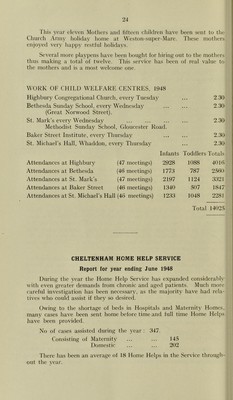 24
This year eleven Mothers and fifteen children have been sent to the
Church Army holiday home at Weston-super-Mare. These mothers
enjoyed very happy restful holidays.
Several more playpens have been bought for hiring out to the mothers
thus making a total of twelve. This service has been of real value to
the mothers and is a most welcome one.
WORK OF CHILD WELFARE CENTRES, 1948
Highbury Congregational Church, every Tuesday ... 2.30
Bethesda Sunday School, every Wednesday ... ... 2.30
(Great Norwood Street).
St. Mark's every Wednesday ... ... ... 2.30
Methodist Sunday School, Gloucester Road.
Baker Street Institute, every Thursday ... ... 2.30
St. Michael's Hall, Whaddon, every Thursday ... 2.30
Infants Toddlers Totals
Attendances at Highbury (47 meetings) 2928 1088 4016
Attendances at Bethesda (46 meetings) 1773 787 2560
Attendances at St. Mark's (47 meetings) 2197 1124 3321
Attendances at Baker Street (46 meetings) 1340 507 1847
Attendances at St. Michael's Hall (46 meetings) 1233 1048 2281
Total 14025
CHELTENHAM HOME HELP SERVICE
Report for year ending June 1948
During the year the Home Help Service has expanded considerably
with even greater demands from chronic and aged patients. Much more
careful investigation has been necessary, as the majority have had rela-
tives who could assist if they so desired.
Owing to the shortage of beds in Hospitals and Maternity Homes,
many cases have been sent home before time and full time Home Helps
have been provided.
No of cases assisted during the year : 347.
Consisting of Maternity ... ... 145
Domestic ... ... 202
There has been an average of 18 Home Helps in the Service through-
out the year.